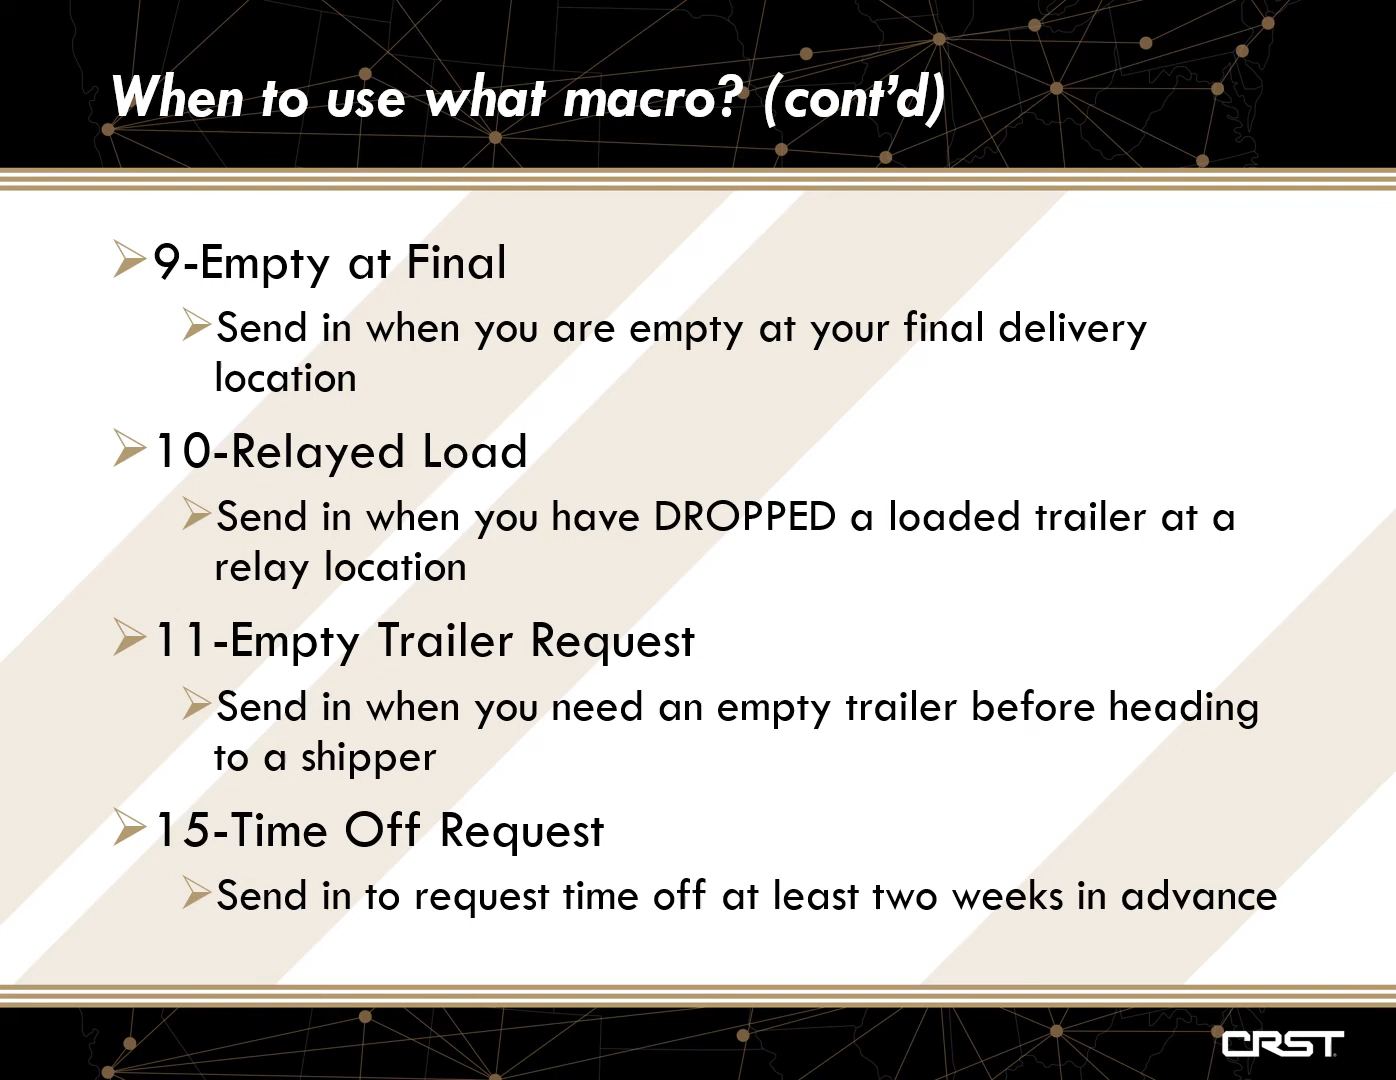 When to use what macro? (cont’d)
9-Empty at Final
Send in when you are empty at your final delivery
location
10-Relayed Load
Send in when you have DROPPED a loaded trailer at a
relay location
11-Empty Trailer Request
Send in when you need an empty trailer before heading
to a shipper
15-Time Off Request
Send in to request time off at least two weeks in advance
CRST